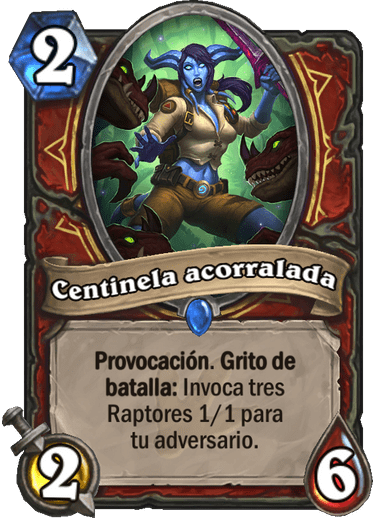 2
Centinela acorralada
Provocación. Grito de
batalla: Invoca tres
Raptores 1/1 para
tu adversario.
2
6